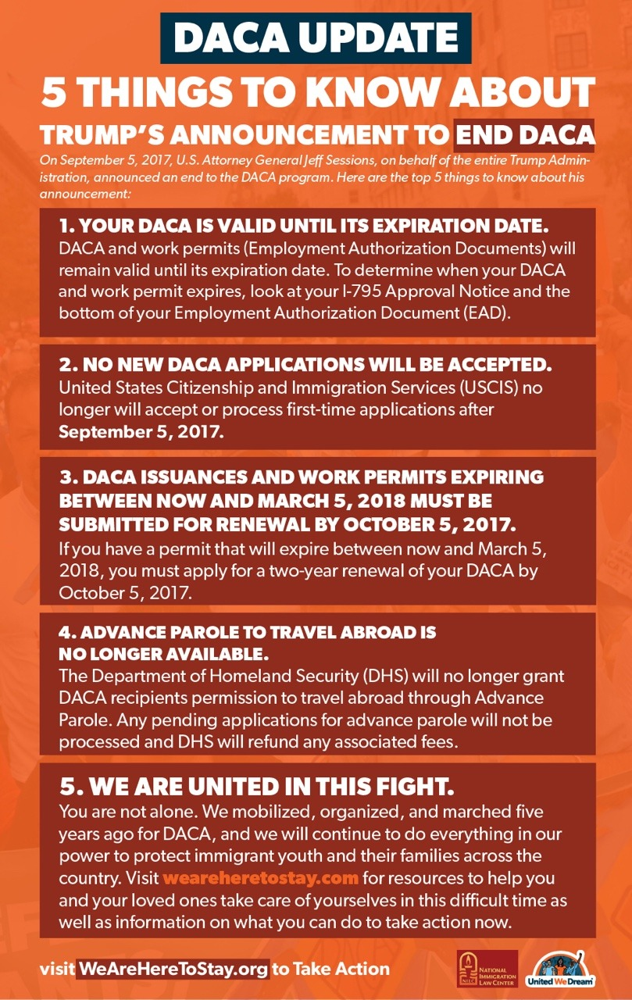 DACA UPDATE
5 THINGS TO KNOW ABOUT
TRUMP'S ANNOUNCEMENT TO END DACA
On September 5, 2017, U.S. Attorney General Jeff Sessions, on behalf of the entire Trump Admin-
istration, announced an end to the DACA program. Here are the top 5 things to know about his
announcement:
1. YOUR DACA IS VALID UNTIL ITS EXPIRATION DATE.
DACA and work permits (Employment Authorization Documents) will
remain valid until its expiration date. To determine when your DACA
and work permit expires, look at your I-795 Approval Notice and the
bottom of your Employment Authorization Document (EAD).
2. NO NEW DACA APPLICATIONS WILL BE ACCEPTED.
United States Citizenship and Immigration Services (USCIS) no
longer will accept or process first-time applications after
September 5, 2017.
3. DACA ISSUANCES AND WORK PERMITS EXPIRING
BETWEEN NOW AND MARCH 5, 2018 MUST BE
SUBMITTED FOR RENEWAL BY OCTOBER 5, 2017.
If you have a permit that will expire between now and March 5,
2018, you must apply for a two-year renewal of your DACA by
October 5, 2017.
4. ADVANCE PAROLE TO TRAVEL ABROAD IS
NO LONGER AVAILABLE.
The Department of Homeland Security (DHS) will no longer grant
DACA recipients permission to travel abroad through Advance
Parole. Any pending applications for advance parole will not be
processed and DHS will refund any associated fees.
5. WE ARE UNITED IN THIS FIGHT.
You are not alone. We mobilized, organized, and marched five
years ago for DACA, and we will continue to do everything in our
power to protect immigrant youth and their families across the
country. Visit weareheretostay.com for resources to help you
and your loved ones take care of yourselves in this difficult time as
well as information on what you can do to take action now.
visit WeAreHereToStay.org to Take Action
NILC
NATIONAL
IMMIGRATION
LAW CENTER
United We Dream